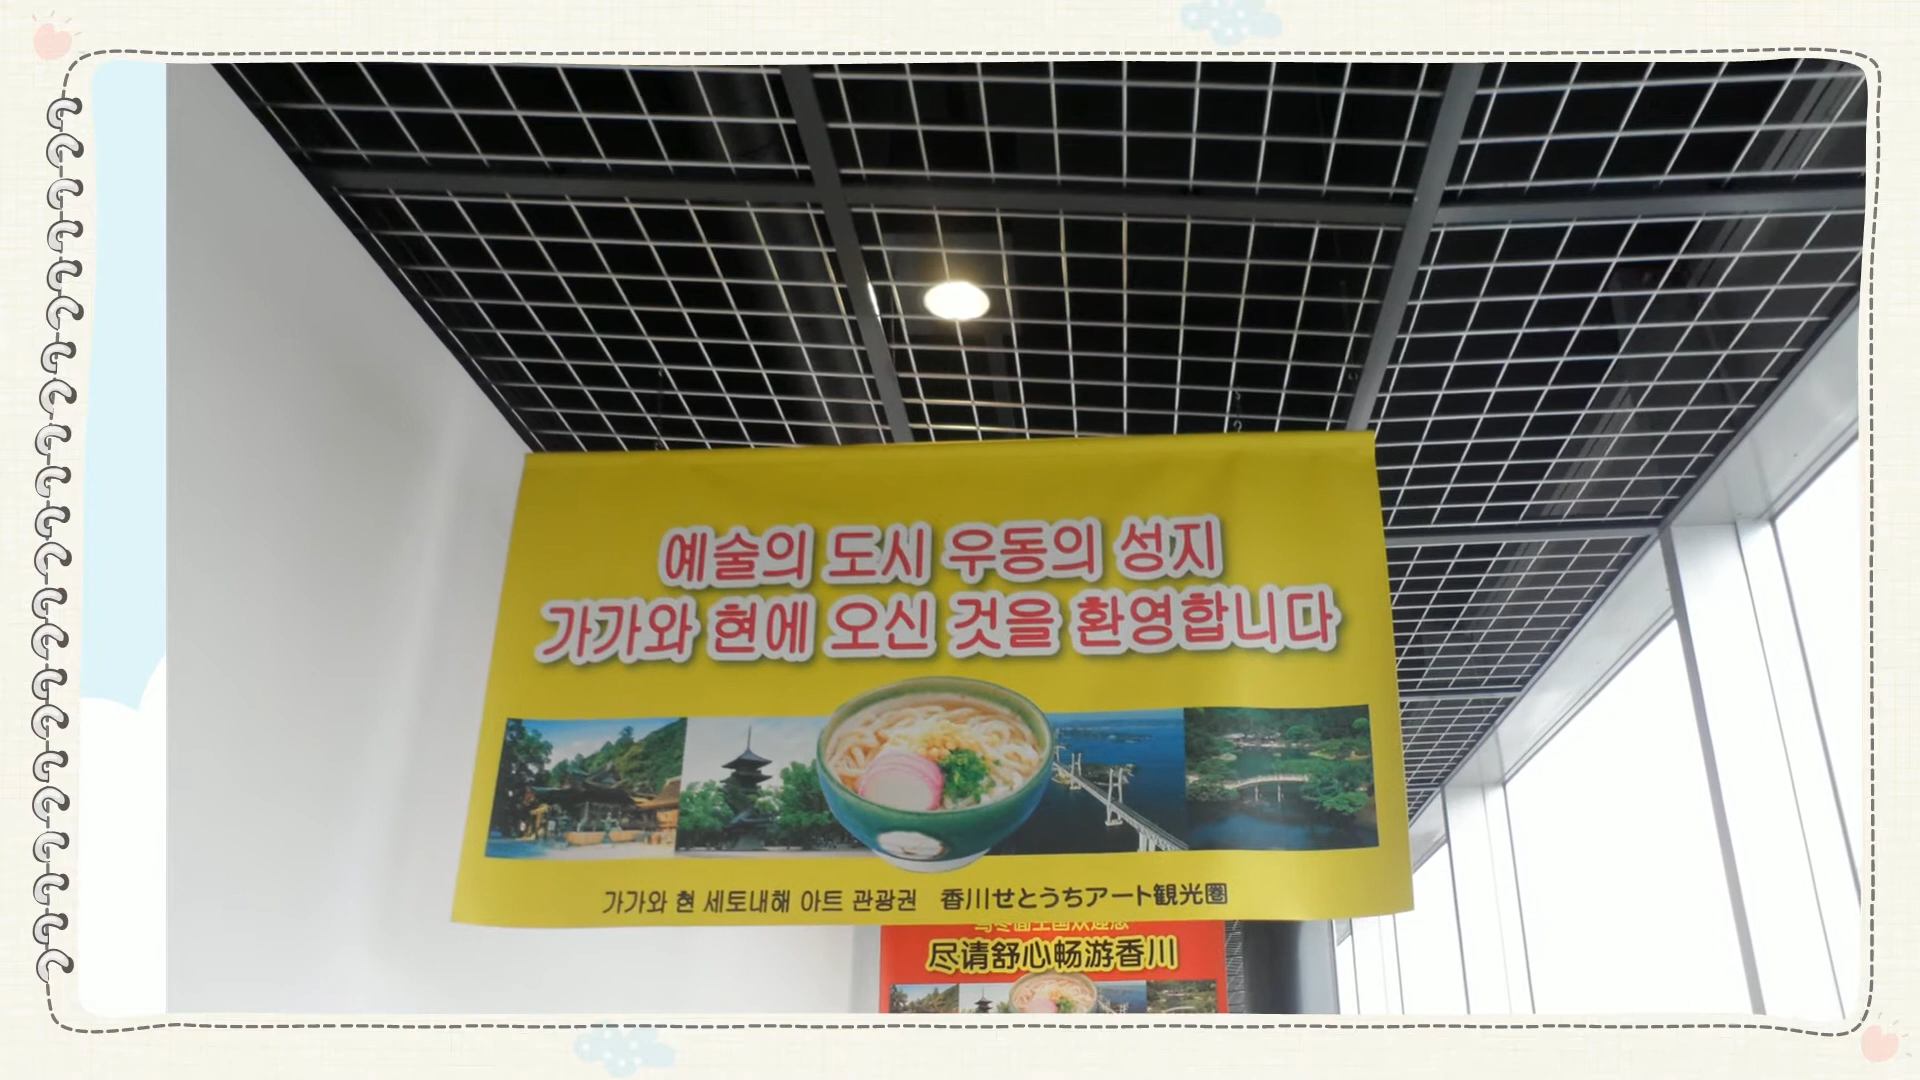 예술의 도시 우동의 성지
가가와 현에 오신 것을 환영합니다
가가와 현 세토내해 아트 관광권 香川せとうちアート観光圏
尽请舒心畅游香川